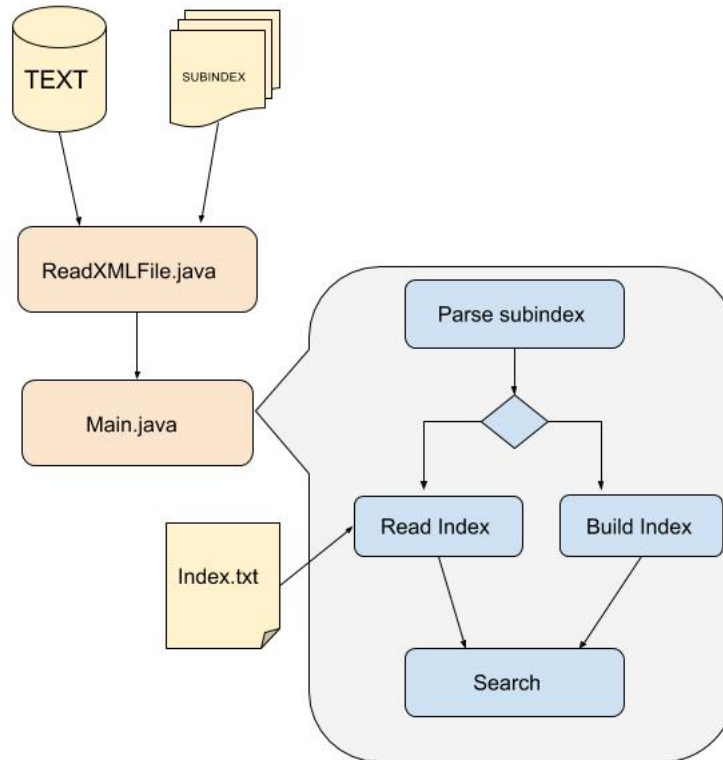 TEXT
SUBINDEX
ReadXMLFile.java
Parse subindex
Main.java
Read Index
Build Index
Index.txt
Search